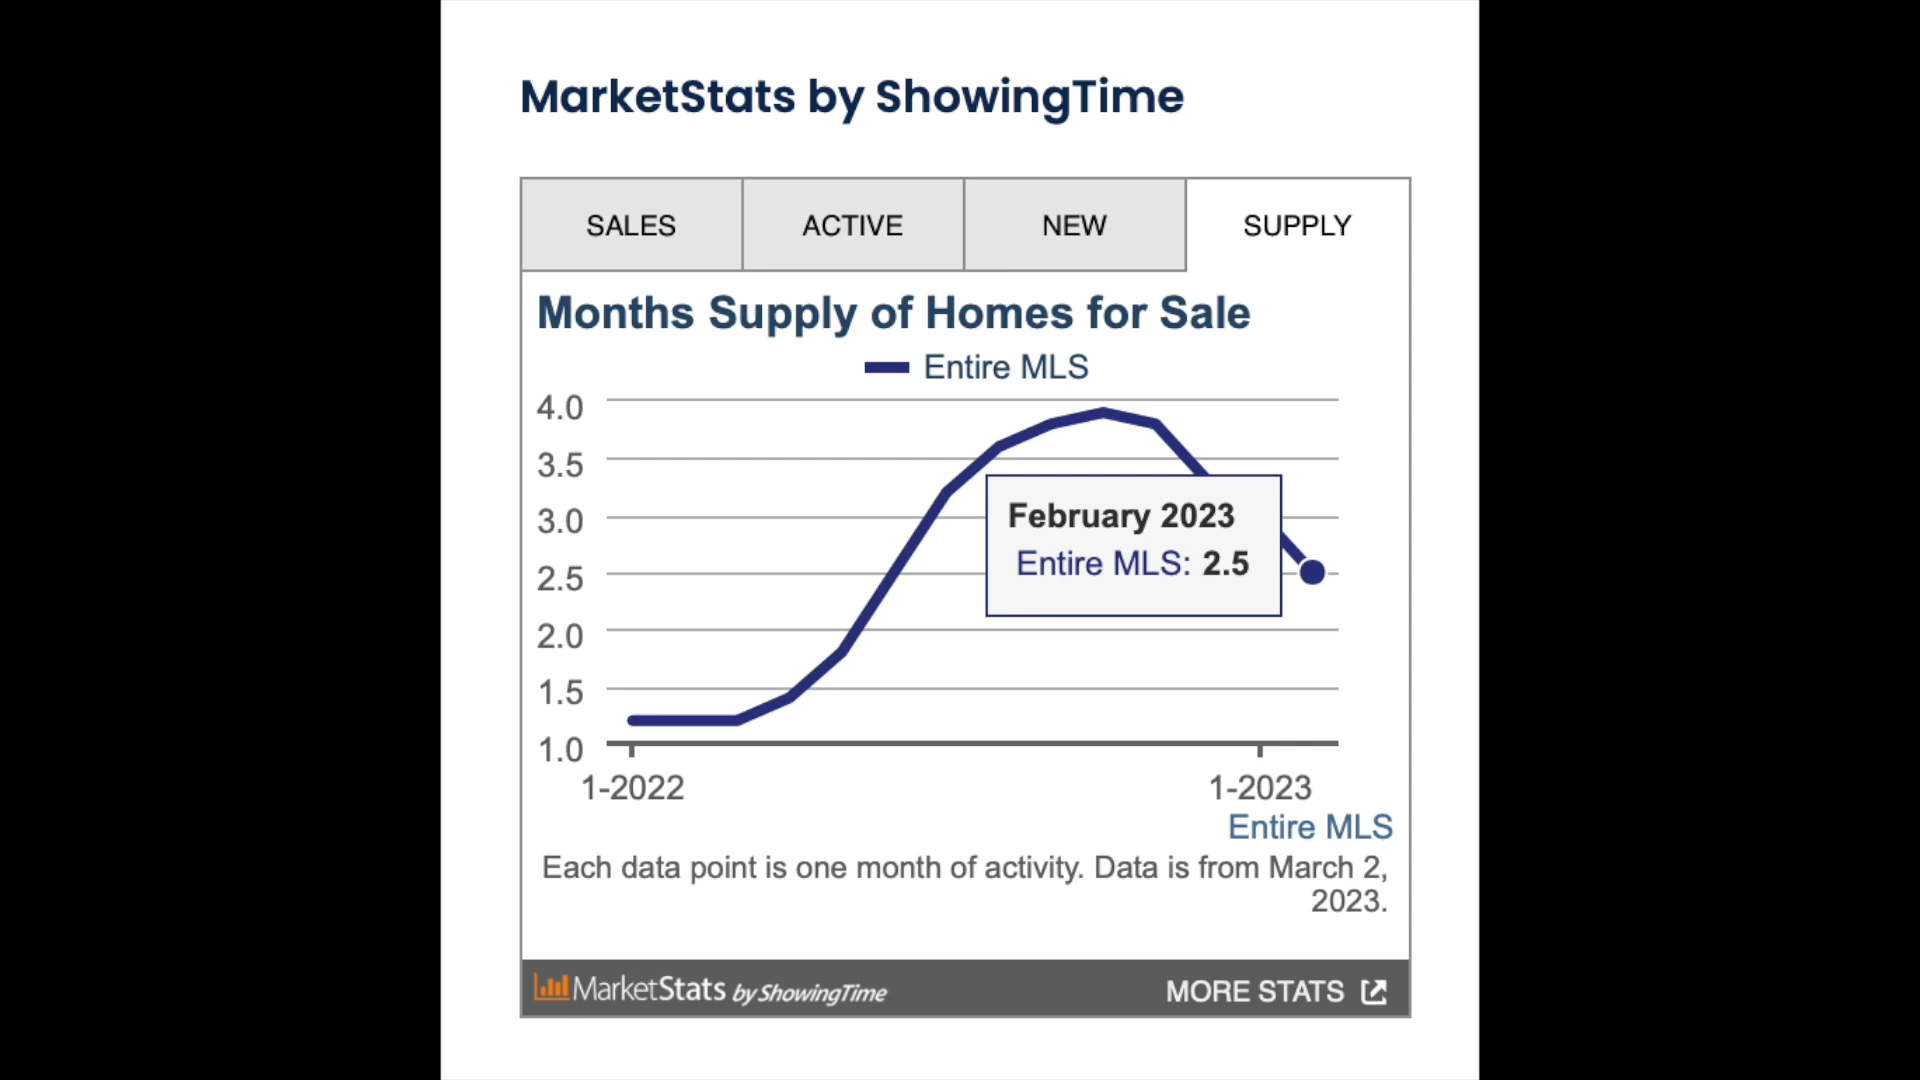 MarketStats by ShowingTime
SALES
ACTIVE
NEW
SUPPLY
Months Supply of Homes for Sale
Entire MLS
4.0
3.5
3.0
2.5
2.0
1.5
1.0
February 2023
Entire MLS: 2.5
1-2022
1-2023
Entire MLS
Each data point is one month of activity. Data is from March 2,
2023.
MarketStats by ShowingTime
MORE STATS